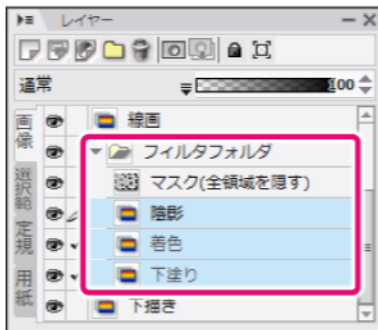 レイヤー
通常
100
画像
選択範
定規
用紙
線画
フィルタフォルダ
マスク(全領域を隠す)
陰影
着色
下塗り
下描き